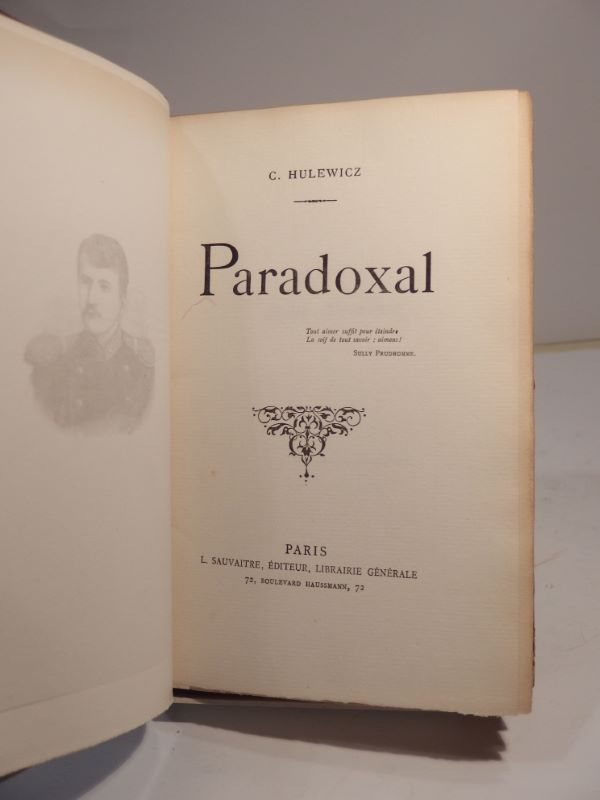 C. HULEWICZ
Paradoxal
Tout aimer suffit pour éteindre
La soif de tout savoir : aimons!
SULLY PRUDHOMME.
PARIS
L. SAUVAITRE, ÉDITEUR, LIBRAIRIE GÉNÉRALE
72, BOULEVARD HAUSSMANN, 72